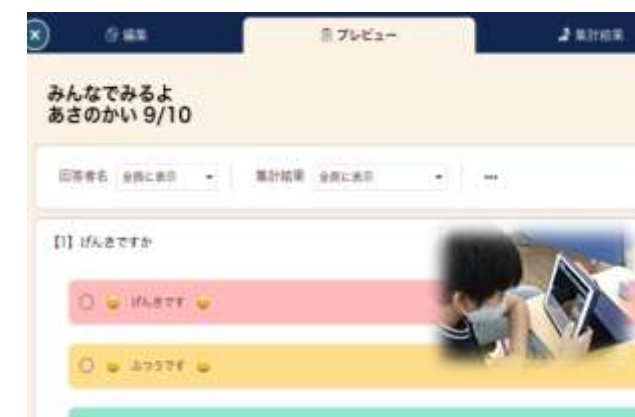 編集
プレビュー
集計結果
みんなでみるよ
あさのかい 9/10
回答者名 全員に表示
集計結果 全員に表示
【1】げんきですか
げんきです
ふつうです